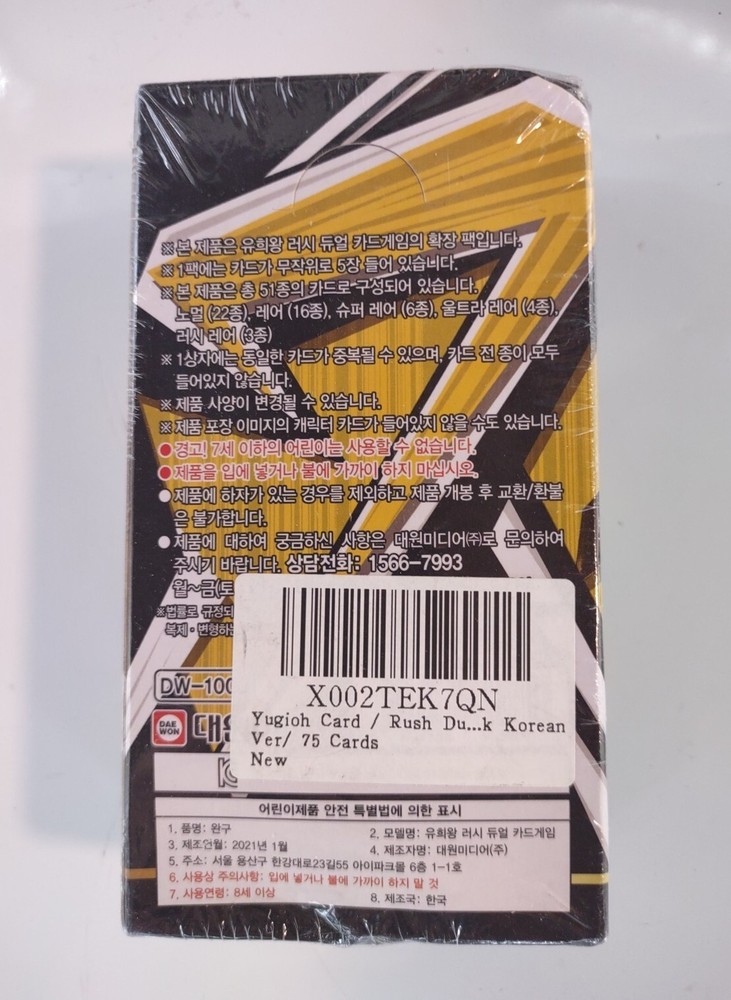 ※ 본 제품은 유희왕 러시 듀얼 카드게임의 확장 팩입니다.
※ 1팩에는 카드가 무작위로 5장 들어 있습니다.
※ 본 제품은 총 51종의 카드로 구성되어 있습니다.
노멀 (22종), 레어 (16종), 슈퍼 레어 (6종), 울트라 레어 (4종),
러시 레어 (3종)
※ 1상자에는 동일한 카드가 중복될 수 있으며, 카드 전 종이 모두
들어있지 않습니다.
※ 제품 사양이 변경될 수 있습니다.
※ 제품 포장 이미지의 캐릭터 카드가 들어있지 않을 수도 있습니다.
●경고! 7세 이하의 어린이는 사용할 수 없습니다.
●제품을 입에 넣거나 불에 가까이 하지 마십시오.
●제품에 하자가 있는 경우를 제외하고 제품 개봉 후 교환/환불
은 불가합니다.
●제품에 대하여 궁금하신 사항은 대원미디어㈜로 문의하여
주시기 바랍니다. 상담전화: 1566-7993
월~금(토
※법률로 규정되
복제·변형하는
DW-100
X002TEK7QN
Yugioh Card / Rush Du...k Korean
Ver/ 75 Cards
New
DAE
WON
대원
어린이제품 안전 특별법에 의한 표시
1. 품명: 완구
2. 모델명: 유희왕 러시 듀얼 카드게임
3. 제조연월: 2021년 1월
4. 제조자명: 대원미디어(주)
5. 주소: 서울 용산구 한강대로23길55 아이파크몰 6층 1-1호
6. 사용상 주의사항: 입에 넣거나 불에 가까이 하지 말 것
7. 사용연령: 8세 이상
8. 제조국: 한국